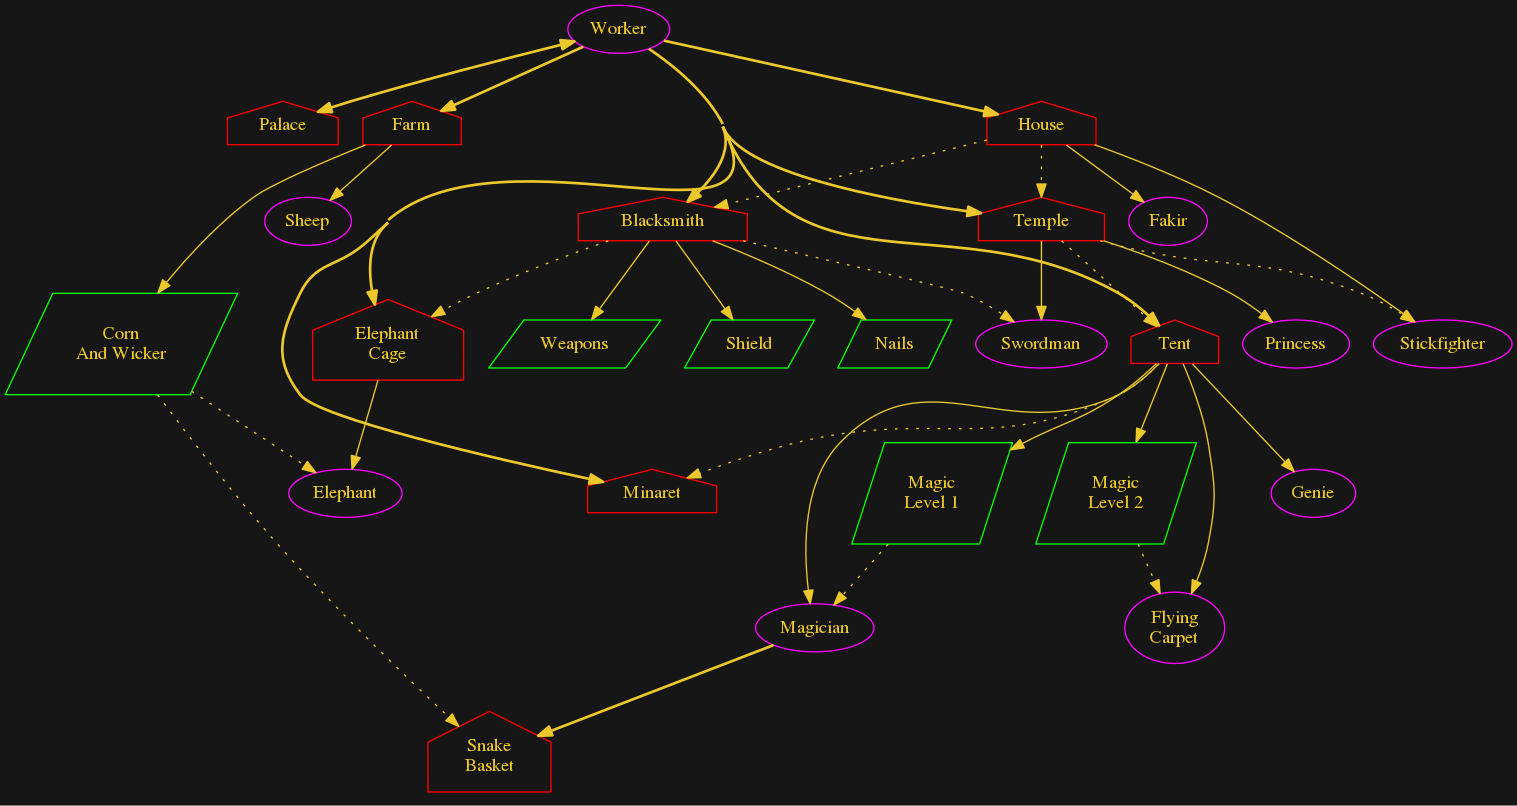 Worker
Palace
Farm
House
Sheep
Blacksmith
Temple
Fakir
Corn
And Wicker
Elephant
Cage
Weapons
Shield
Nails
Swordman
Tent
Princess
Stickfighter
Elephant
Minaret
Magic
Level 1
Magic
Level 2
Genie
Magician
Flying
Carpet
Snake
Basket